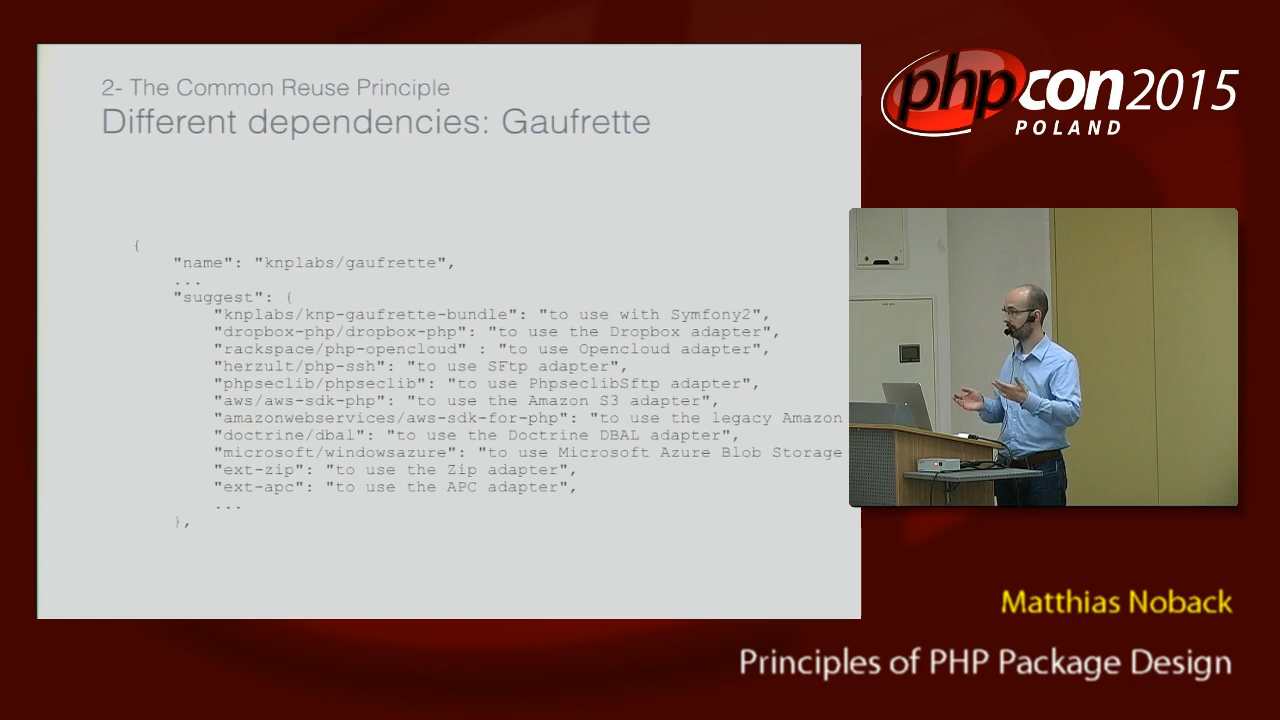 2- The Common Reuse Principle
Different dependencies: Gaufrette
{
"name": "knplabs/gaufrette",
...
"suggest": {
"knplabs/knp-gaufrette-bundle": "to use with Symfony2",
"dropbox-php/dropbox-php": "to use the Dropbox adapter",
"rackspace/php-opencloud" : "to use Opencloud adapter",
"herzult/php-ssh": "to use SFtp adapter",
"phpseclib/phpseclib": "to use PhpseclibSftp adapter",
"aws/aws-sdk-php": "to use the Amazon S3 adapter",
"amazonwebservices/aws-sdk-for-php": "to use the legacy Amazon
"doctrine/dbal": "to use the Doctrine DBAL adapter",
"microsoft/windowsazure": "to use Microsoft Azure Blob Storage
"ext-zip": "to use the Zip adapter",
"ext-apc": "to use the APC adapter",
...
},
phpcon 2015
POLAND
Matthias Noback
Principles of PHP Package Design